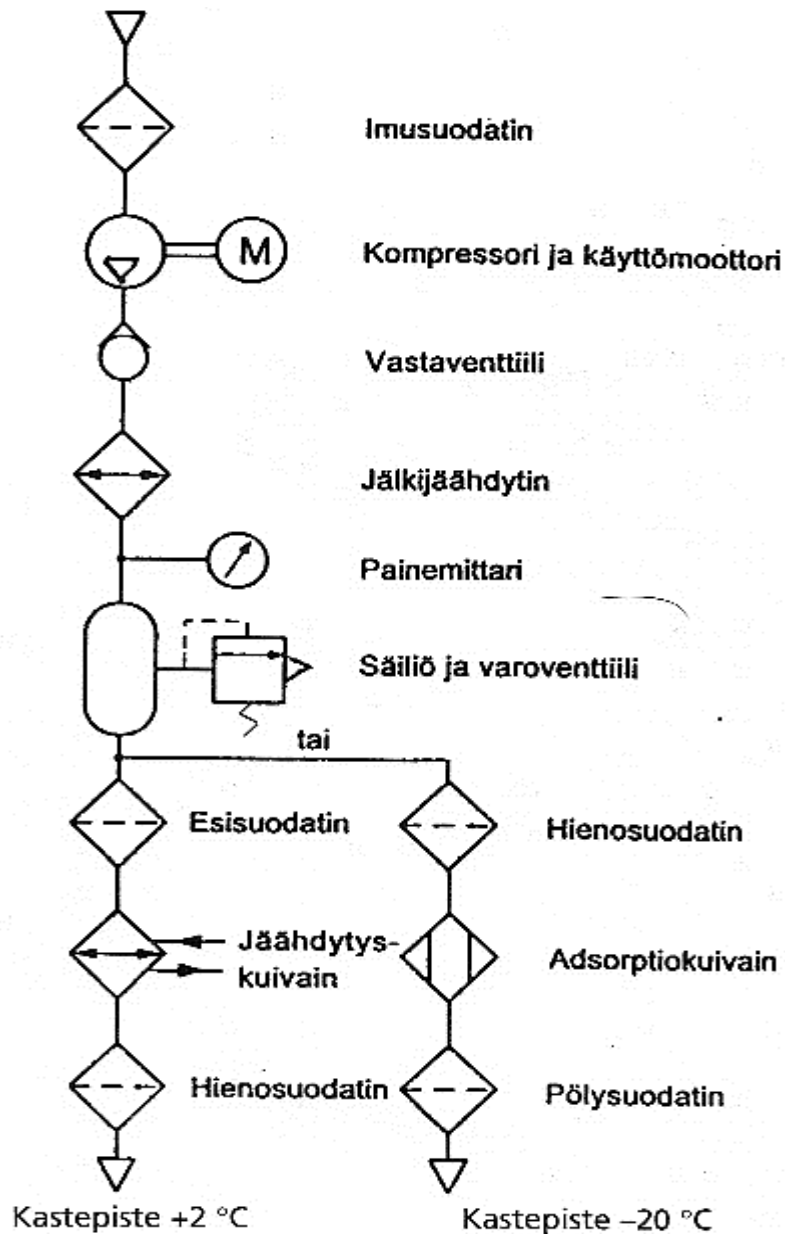 Imusuodatin
M
Kompressori ja käyttömoottori
Vastaventtiili
Jälkijäähdytin
Painemittari
Säiliö ja varoventtiili
tai
Esisuodatin
Hienosuodatin
Jäähdytys-
kuivain
Adsorptiokuivain
Hienosuodatin
Pölysuodatin
Kastepiste +2 °C
Kastepiste –20 °C